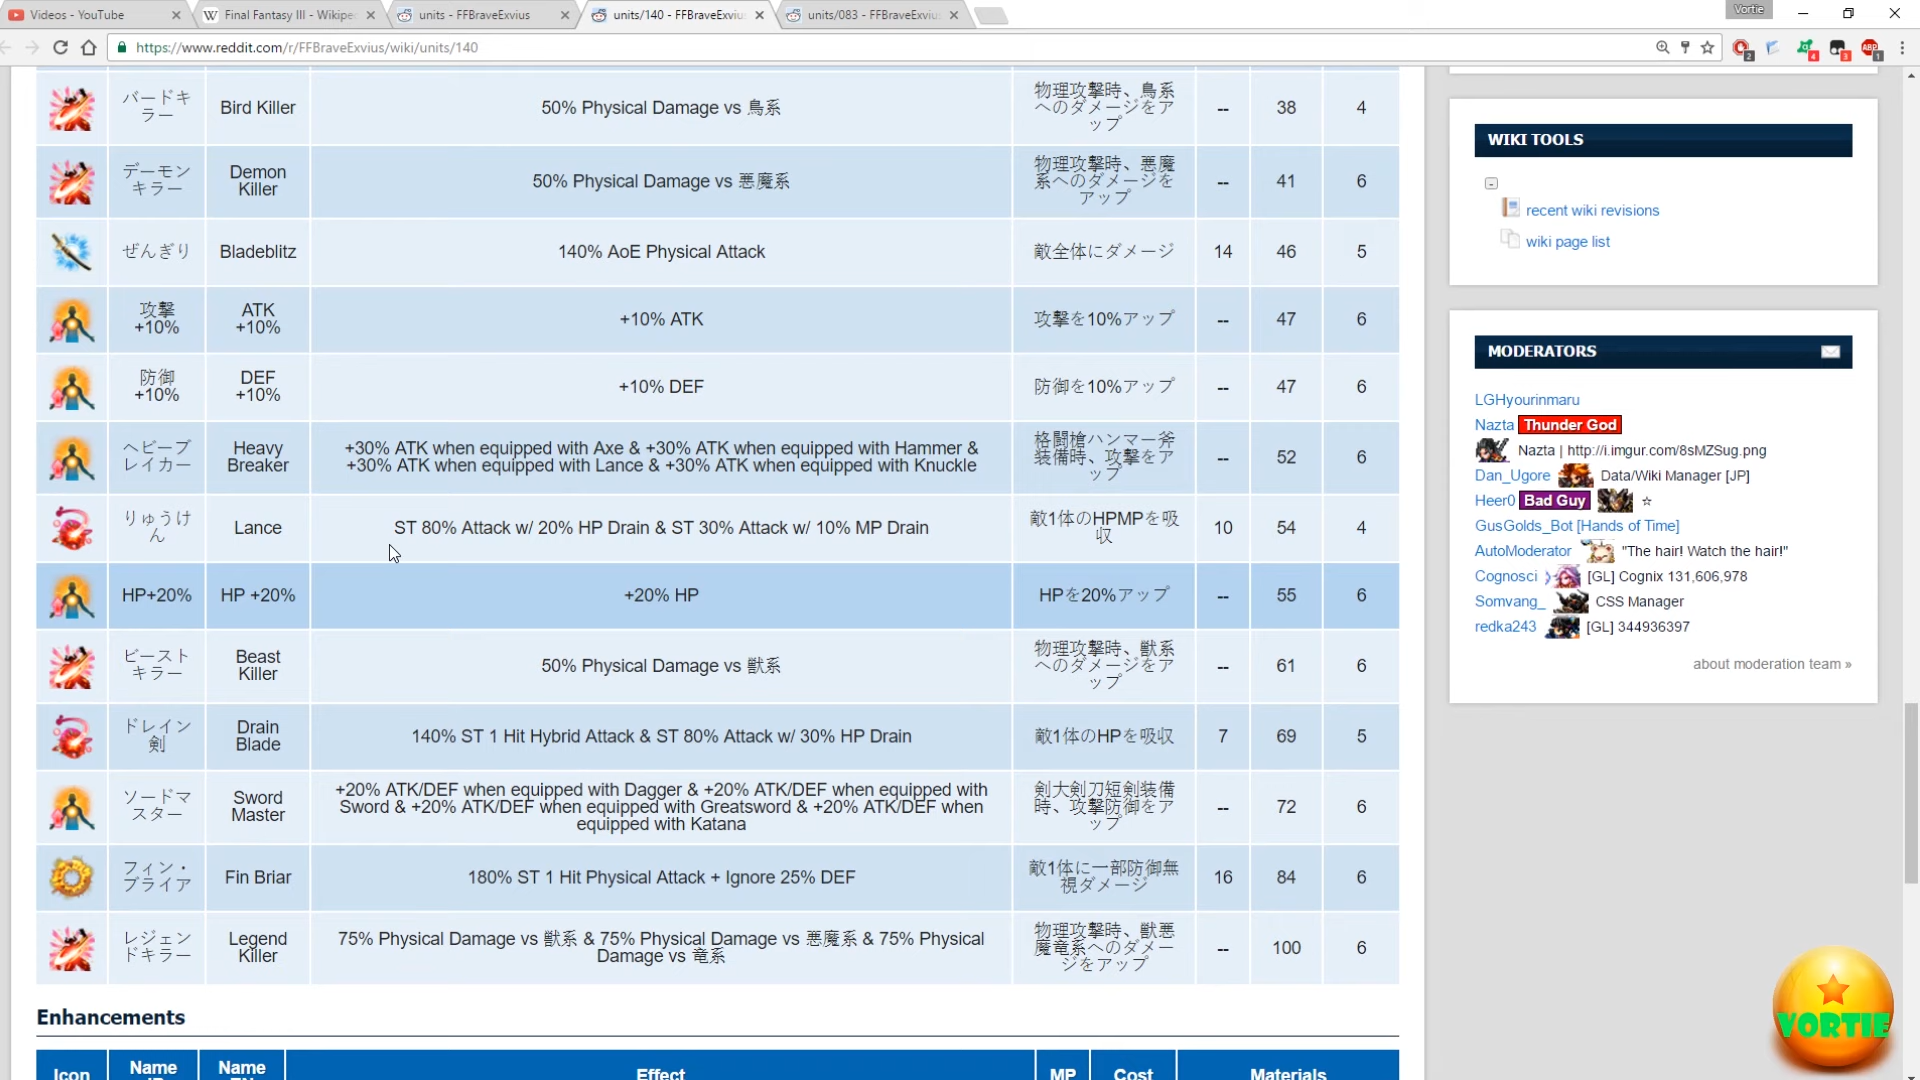 Videos - YouTube
Final Fantasy III - Wikipe
units - FFBraveExvius
units/140 - FFBraveExviu
units/083 - FFBraveExviu
Vortie
https://www.reddit.com/r/FFBraveExvius/wiki/units/140
バードキ
ラー
Bird Killer
50% Physical Damage vs 鳥系
物理攻撃時、鳥系
へのダメージをア
ップ
--
38
4
デーモン
キラー
Demon
Killer
50% Physical Damage vs 悪魔系
物理攻撃時、悪魔
系へのダメージを
アップ
--
41
6
ぜんぎり
Bladeblitz
140% AoE Physical Attack
敵全体にダメージ
14
46
5
攻撃
+10%
ATK
+10%
+10% ATK
攻撃を10%アップ
--
47
6
防御
+10%
DEF
+10%
+10% DEF
防御を10%アップ
--
47
6
ヘビーブ
レイカー
Heavy
Breaker
+30% ATK when equipped with Axe & +30% ATK when equipped with Hammer &
+30% ATK when equipped with Lance & +30% ATK when equipped with Knuckle
格闘槍ハンマー斧
装備時、攻撃をア
ップ
--
52
6
りゅうけ
ん
Lance
ST 80% Attack w/ 20% HP Drain & ST 30% Attack w/ 10% MP Drain
敵1体のHPMPを吸
収
10
54
4
HP+20%
HP +20%
+20% HP
HPを20%アップ
--
55
6
ビースト
キラー
Beast
Killer
50% Physical Damage vs 獣系
物理攻撃時、獣系
へのダメージをア
ップ
--
61
6
ドレイン
剣
Drain
Blade
140% ST 1 Hit Hybrid Attack & ST 80% Attack w/ 30% HP Drain
敵1体のHPを吸収
7
69
5
ソードマ
スター
Sword
Master
+20% ATK/DEF when equipped with Dagger & +20% ATK/DEF when equipped with
Sword & +20% ATK/DEF when equipped with Greatsword & +20% ATK/DEF when
equipped with Katana
剣大剣刀短剣装備
時、攻撃防御をア
ップ
--
72
6
フィン・
ブライア
Fin Briar
180% ST 1 Hit Physical Attack + Ignore 25% DEF
敵1体に一部防御無
視ダメージ
16
84
6
レジェン
ドキラー
Legend
Killer
75% Physical Damage vs 獣系 & 75% Physical Damage vs 悪魔系 & 75% Physical
Damage vs 竜系
物理攻撃時、獣悪
魔竜系へのダメー
ジをアップ
--
100
6
Enhancements
Icon
Name
Name
Effect
MP
Cost
Materials
WIKI TOOLS
recent wiki revisions
wiki page list
MODERATORS
LGHyourinmaru
Nazta Thunder God
Nazta | http://i.imgur.com/8sMZSug.png
Dan_Ugore Data/Wiki Manager [JP]
Heer0 Bad Guy ☆
GusGolds_Bot [Hands of Time]
AutoModerator "The hair! Watch the hair!"
Cognosci [GL] Cognix 131,606,978
Somvang_ CSS Manager
redka243 [GL] 344936397
about moderation team »
VORTIE